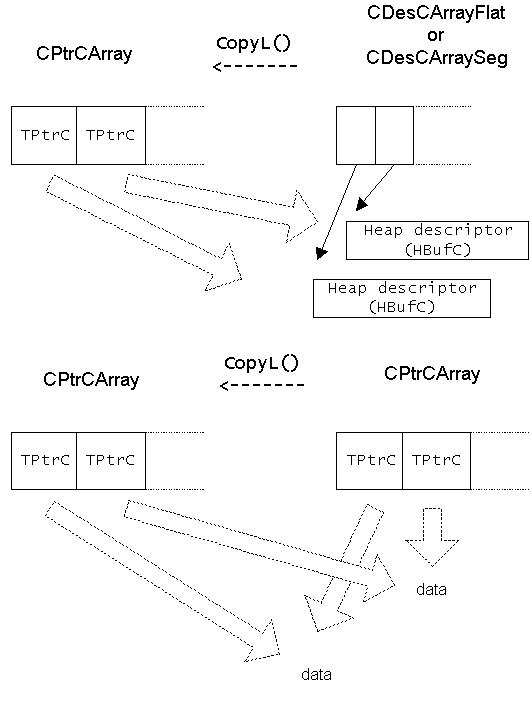 CDesCArrayFlat
or
CDesCArraySeg
CopyL()
CPtrCArray
TPtrC
TPtrC
Heap descriptor
(HBufC)
Heap descriptor
(HBufC)
CopyL()
CPtrCArray
CPtrCArray
TPtrC
TPtrC
TPtrC
TPtrC
data
data